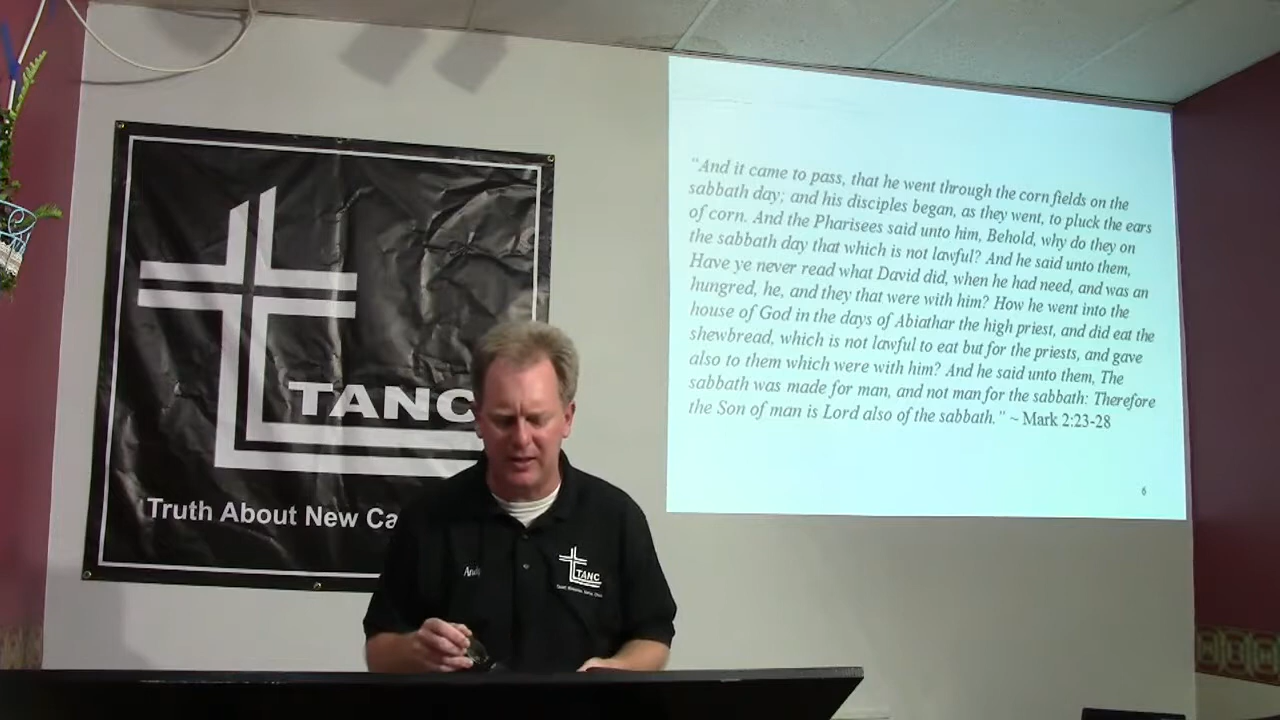 “And it came to pass, that he went through the corn fields on the
sabbath day; and his disciples began, as they went, to pluck the ears
of corn. And the Pharisees said unto him, Behold, why do they on
the sabbath day that which is not lawful? And he said unto them,
Have ye never read what David did, when he had need, and was an
hungred, he, and they that were with him? How he went into the
house of God in the days of Abiathar the high priest, and did eat the
shewbread, which is not lawful to eat but for the priests, and gave
also to them which were with him? And he said unto them, The
sabbath was made for man, and not man for the sabbath: Therefore
the Son of man is Lord also of the sabbath." ~ Mark 2:23-28
6
TANC
Truth About New Ca
Andy
TANC